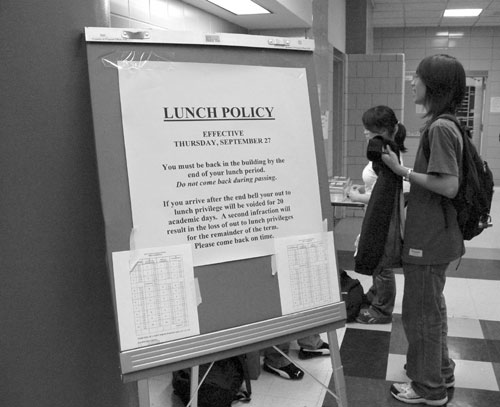 LUNCH POLICY
EFFECTIVE
THURSDAY, SEPTEMBER 27
You must be back in the building by the
end of your lunch period.
Do not come back during passing.
If you arrive after the end bell your out to
lunch privilege will be voided for 20
academic days. A second infraction will
result in the loss of out to lunch privileges
for the remainder of the term.
Please come back on time.